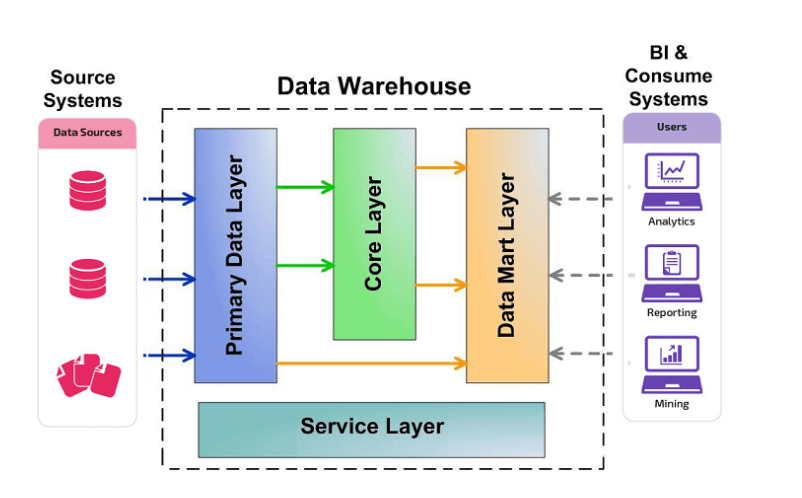 Source
Systems
Data Sources
Data Warehouse
Primary Data Layer
Core Layer
Data Mart Layer
Service Layer
BI &
Consume
Systems
Users
Analytics
Reporting
Mining